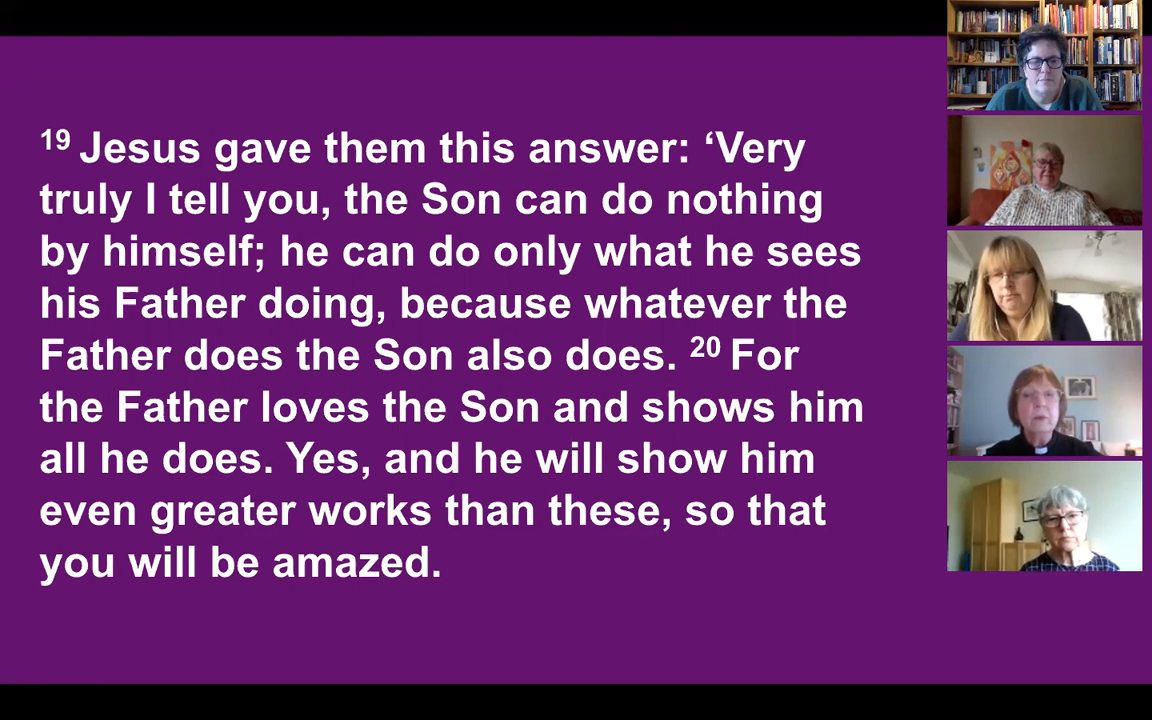 19 Jesus gave them this answer: ‘Very
truly I tell you, the Son can do nothing
by himself; he can do only what he sees
his Father doing, because whatever the
Father does the Son also does. 20 For
the Father loves the Son and shows him
all he does. Yes, and he will show him
even greater works than these, so that
you will be amazed.